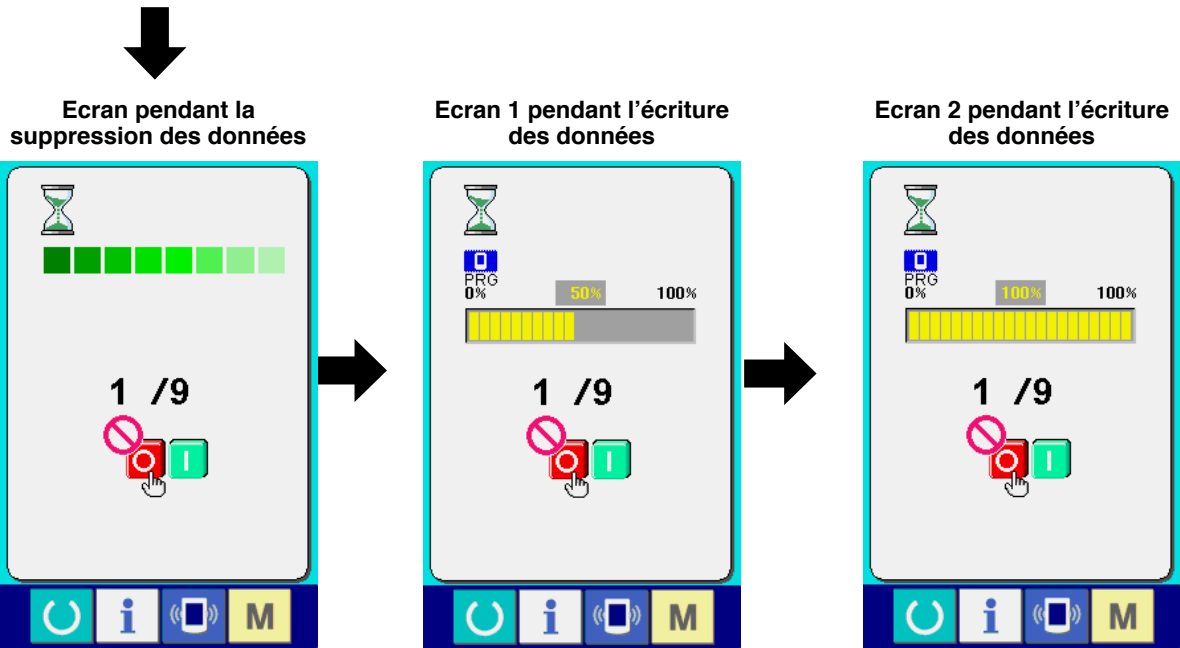 Ecran pendant la
suppression des données
1 /9
i
M
Ecran 1 pendant l’écriture
des données
PRG
0% 50% 100%
1 /9
i
M
Ecran 2 pendant l’écriture
des données
PRG
0% 100% 100%
1 /9
i
M